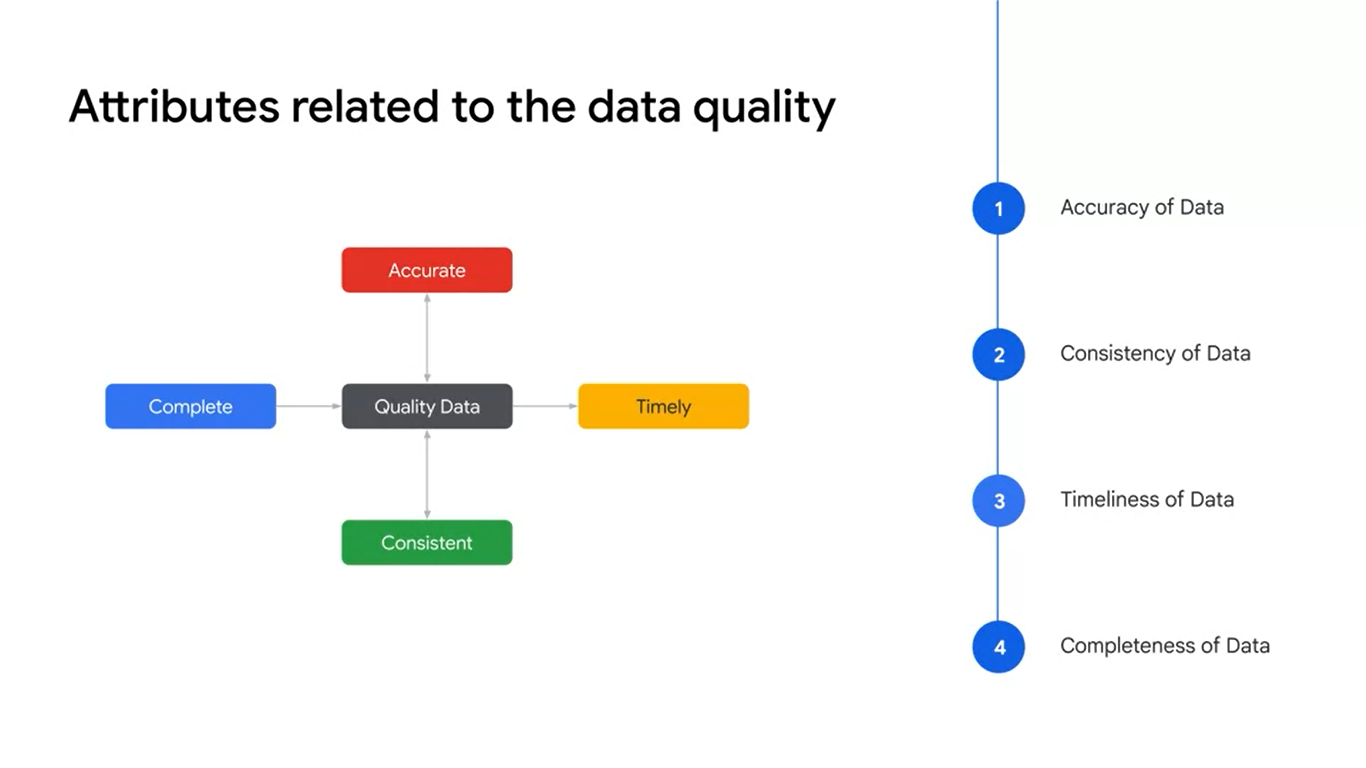 Attributes related to the data quality
Accurate
Complete
Quality Data
Timely
Consistent
1
Accuracy of Data
2
Consistency of Data
3
Timeliness of Data
4
Completeness of Data